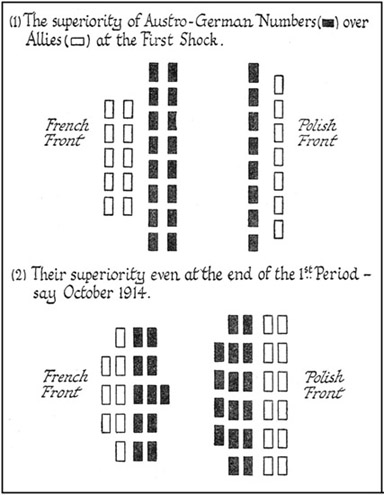 (1) The superiority of Austro-German Numbers (▬) over
Allies (▭) at the First Shock.
French
Front
Polish
Front
(2) Their superiority even at the end of the 1st Period –
say October 1914.
French
Front
Polish
Front